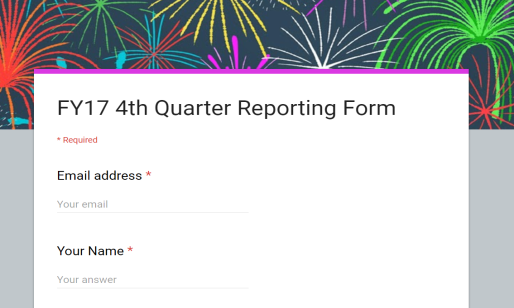 FY17 4th Quarter Reporting Form
* Required
Email address *
Your email
Your Name *
Your answer